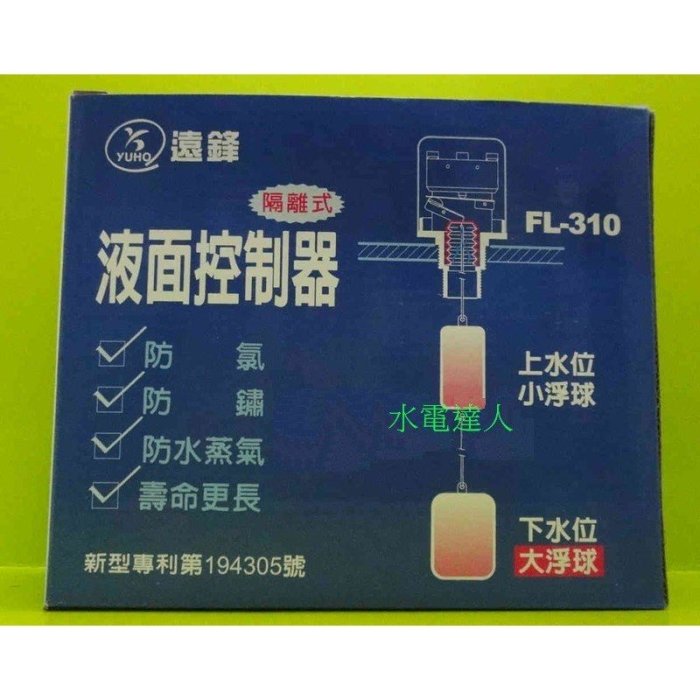 YUHO 遠鋒
隔離式
液面控制器
FL-310
防 氯
防 鏽
防水蒸氣
壽命更長
上水位
小浮球
水電達人
下水位
大浮球
新型專利第194305號